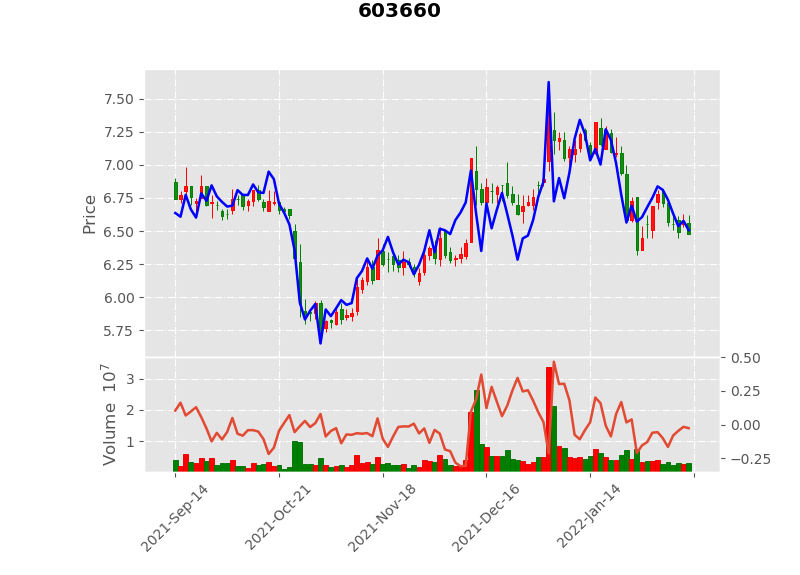 603660
7.50
7.25
7.00
6.75
6.50
6.25
6.00
5.75
Price
3
2
1
Volume 10^7
0.50
0.25
0.00
−0.25
2021-Sep-14
2021-Oct-21
2021-Nov-18
2021-Dec-16
2022-Jan-14